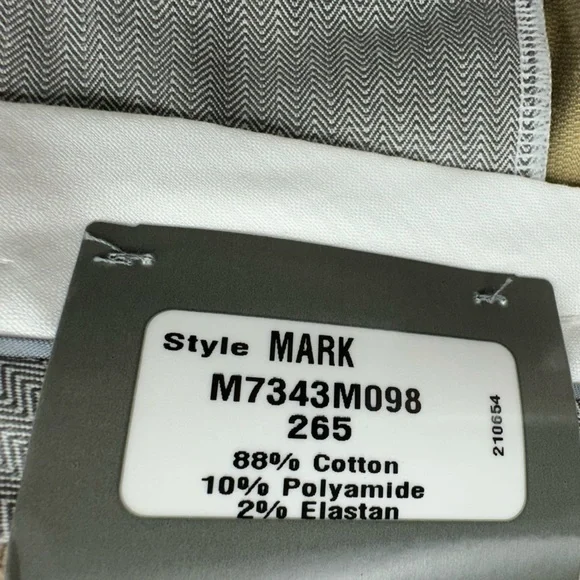 Style MARK
M7343M098
265
88% Cotton
10% Polyamide
2% Elastan
210654